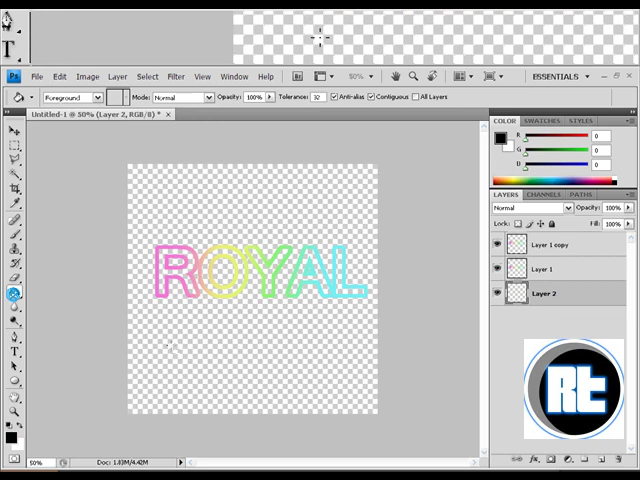 T
Ps File Edit Image Layer Select Filter View Window Help Br 50% ESSENTIALS
Foreground Mode: Normal Opacity: 100% Tolerance: 32 Anti-alias Contiguous All Layers
Untitled-1 @ 50% (Layer 2, RGB/8) *
COLOR SWATCHES STYLES
R 0
G 0
B 0
LAYERS CHANNELS PATHS
Normal Opacity: 100%
Lock: Fill: 100%
Layer 1 copy
Layer 1
Layer 2
ROYAL
T
Rt
50% Doc: 1.83M/4.42M